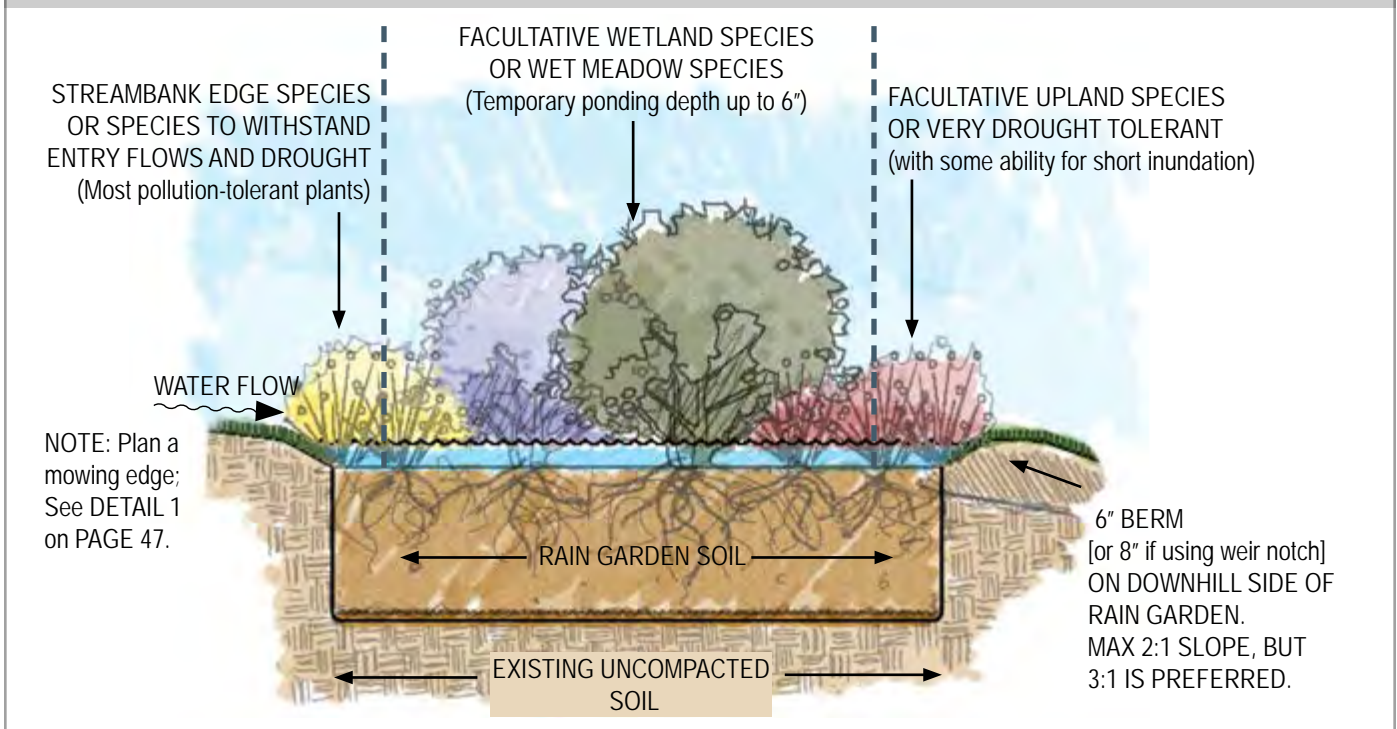 FACULTATIVE WETLAND SPECIES
OR WET MEADOW SPECIES
(Temporary ponding depth up to 6")
STREAMBANK EDGE SPECIES
OR SPECIES TO WITHSTAND
ENTRY FLOWS AND DROUGHT
(Most pollution-tolerant plants)
FACULTATIVE UPLAND SPECIES
OR VERY DROUGHT TOLERANT
(with some ability for short inundation)
WATER FLOW
NOTE: Plan a
mowing edge;
See DETAIL 1
on PAGE 47.
RAIN GARDEN SOIL
6" BERM
[or 8" if using weir notch]
ON DOWNHILL SIDE OF
RAIN GARDEN.
MAX 2:1 SLOPE, BUT
3:1 IS PREFERRED.
EXISTING UNCOMPACTED
SOIL